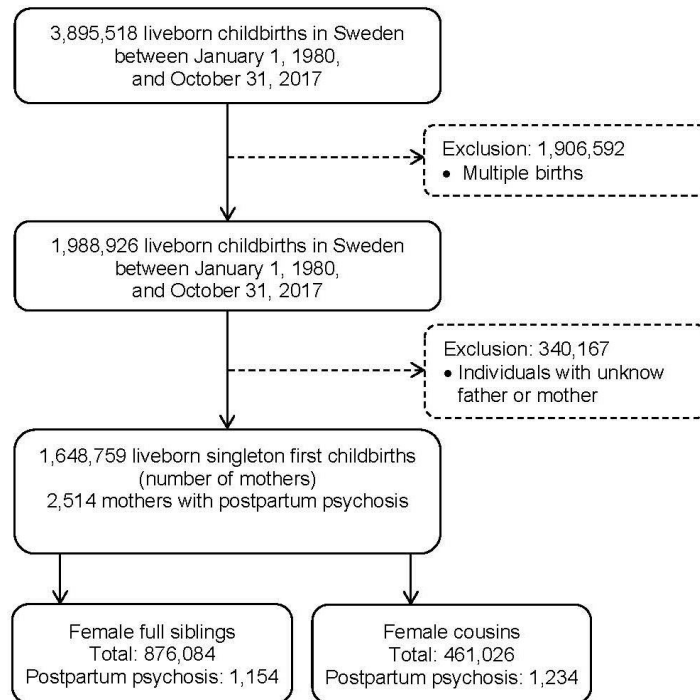 3,895,518 liveborn childbirths in Sweden
between January 1, 1980,
and October 31, 2017
Exclusion: 1,906,592
• Multiple births
1,988,926 liveborn childbirths in Sweden
between January 1, 1980,
and October 31, 2017
Exclusion: 340,167
• Individuals with unknow
father or mother
1,648,759 liveborn singleton first childbirths
(number of mothers)
2,514 mothers with postpartum psychosis
Female full siblings
Total: 876,084
Postpartum psychosis: 1,154
Female cousins
Total: 461,026
Postpartum psychosis: 1,234